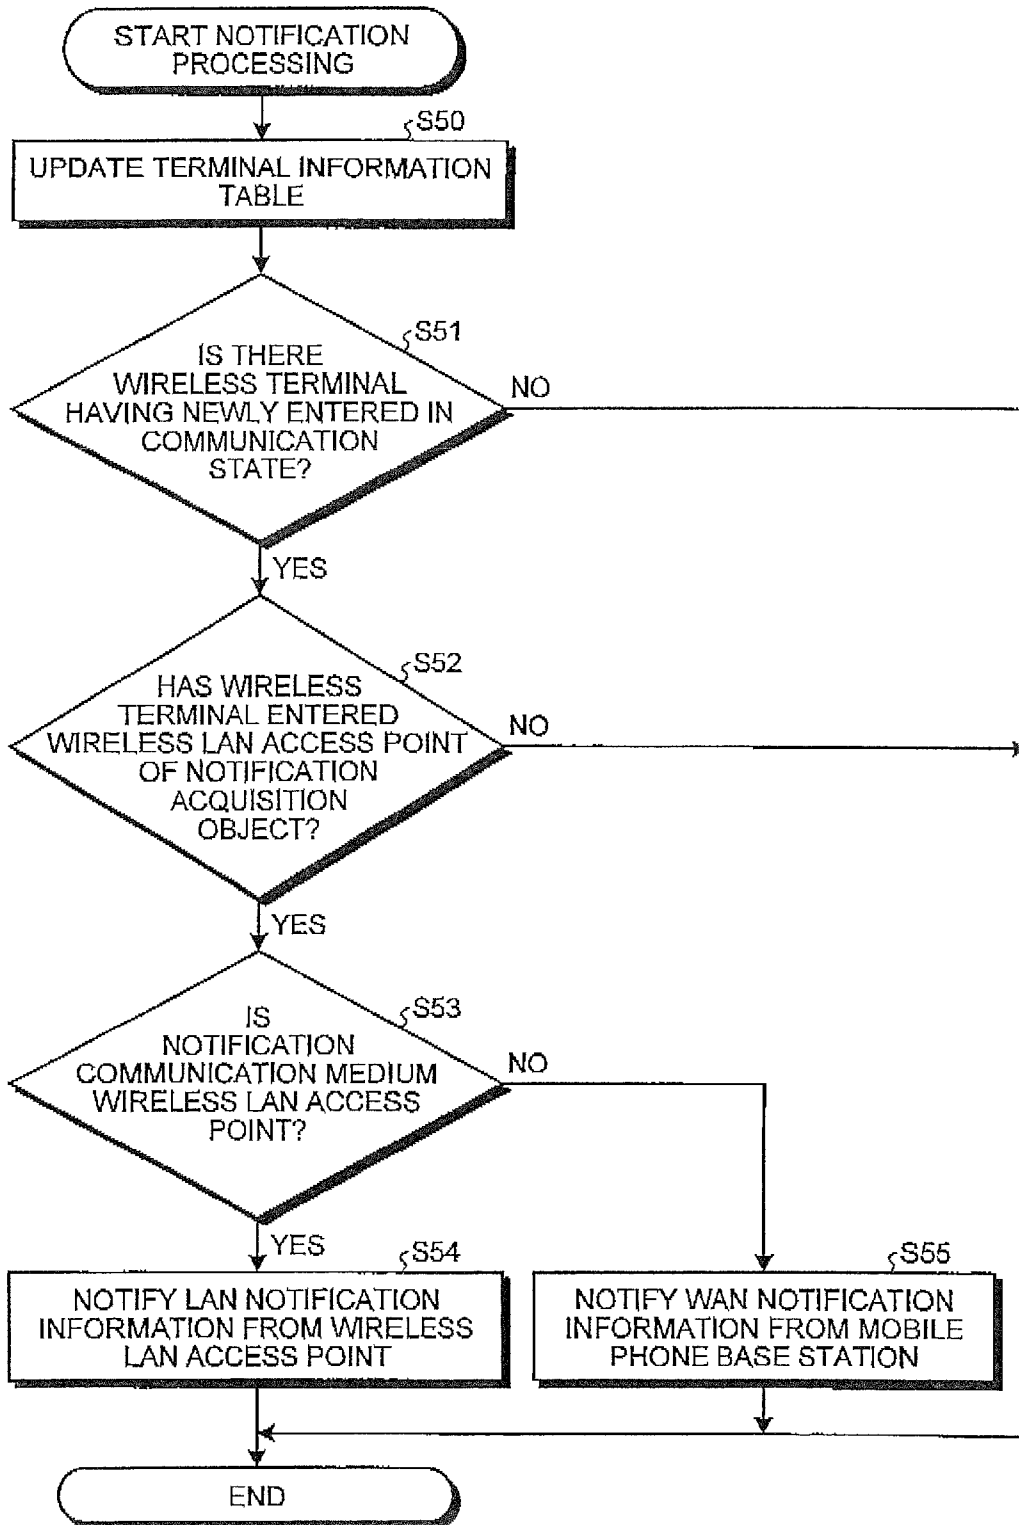 START NOTIFICATION
PROCESSING
S50
UPDATE TERMINAL INFORMATION
TABLE
S51
IS THERE
WIRELESS TERMINAL
HAVING NEWLY ENTERED IN
COMMUNICATION
STATE?
NO
YES
S52
HAS WIRELESS
TERMINAL ENTERED
WIRELESS LAN ACCESS POINT
OF NOTIFICATION
ACQUISITION
OBJECT?
NO
YES
S53
IS
NOTIFICATION
COMMUNICATION MEDIUM
WIRELESS LAN ACCESS
POINT?
NO
YES
S54
NOTIFY LAN NOTIFICATION
INFORMATION FROM WIRELESS
LAN ACCESS POINT
S55
NOTIFY WAN NOTIFICATION
INFORMATION FROM MOBILE
PHONE BASE STATION
END